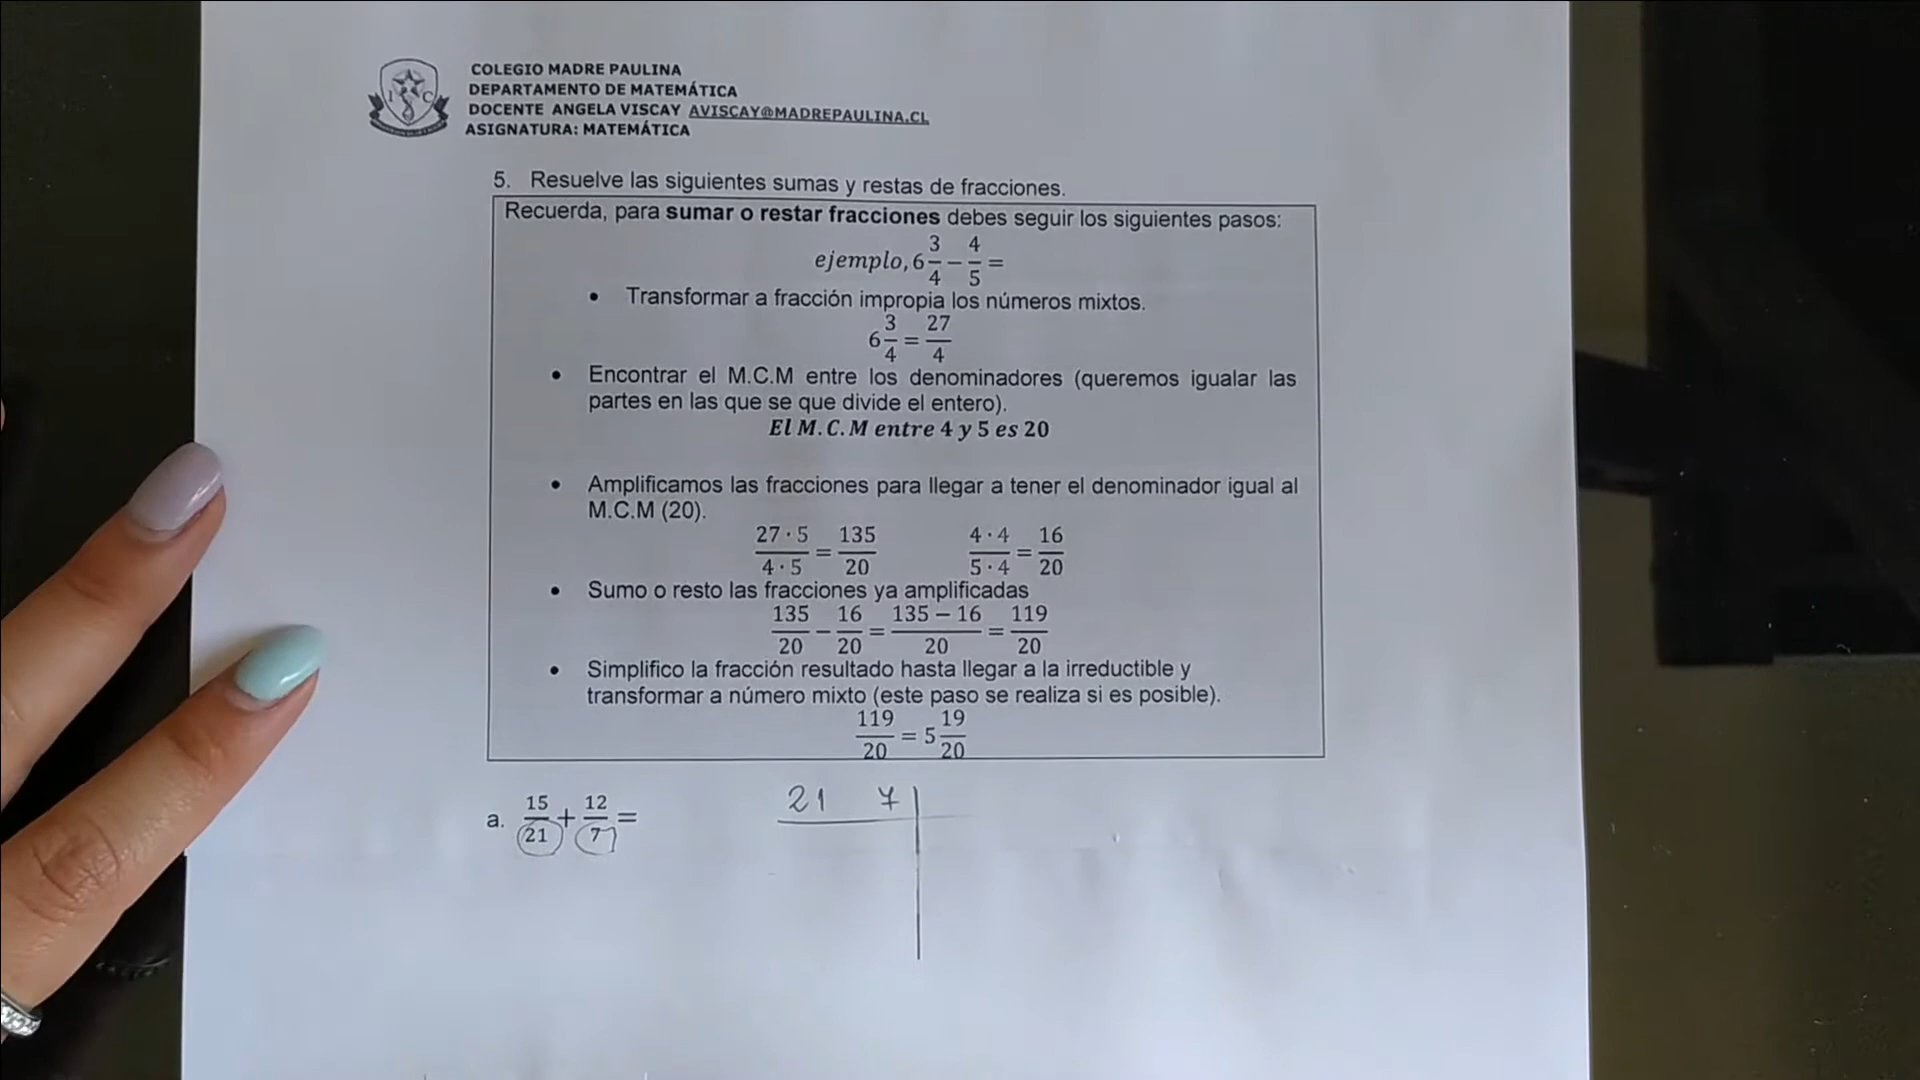 I C
COLEGIO MADRE PAULINA
DEPARTAMENTO DE MATEMÁTICA
DOCENTE ANGELA VISCAY AVISCAY@MADREPAULINA.CL
ASIGNATURA: MATEMÁTICA
5. Resuelve las siguientes sumas y restas de fracciones.
Recuerda, para sumar o restar fracciones debes seguir los siguientes pasos:
ejemplo, 6 3/4 − 4/5 =
• Transformar a fracción impropia los números mixtos.
6 3/4 = 27/4
• Encontrar el M.C.M entre los denominadores (queremos igualar las
partes en las que se que divide el entero).
El M.C.M entre 4 y 5 es 20
• Amplificamos las fracciones para llegar a tener el denominador igual al
M.C.M (20).
27 · 5/4 · 5 = 135/20 4 · 4/5 · 4 = 16/20
• Sumo o resto las fracciones ya amplificadas
135/20 − 16/20 = 135 − 16/20 = 119/20
• Simplifico la fracción resultado hasta llegar a la irreductible y
transformar a número mixto (este paso se realiza si es posible).
119/20 = 5 19/20
a. 15/21 + 12/7 =
21 7